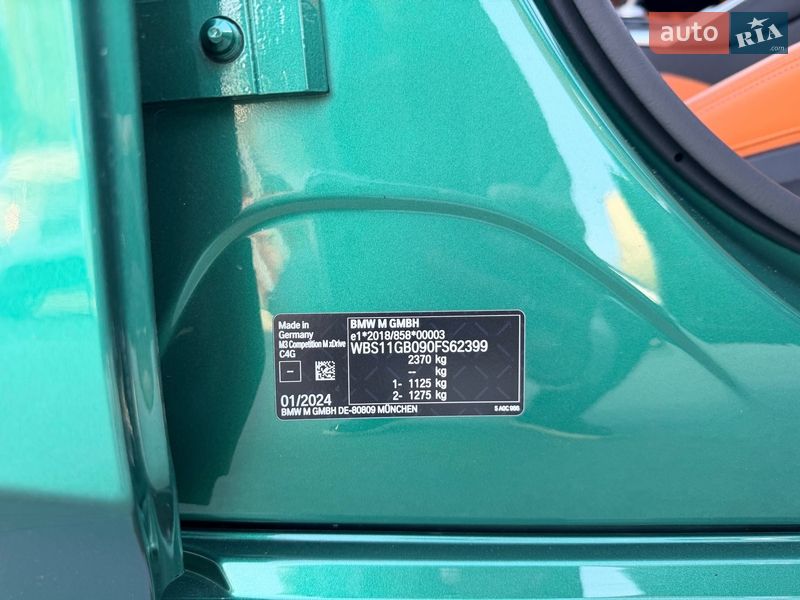 auto RIA
.com
BMW M GMBH
Made in
Germany
e1*2018/858*00003
M3 Competition M xDrive
WBS11GB090FS62399
C4G
2370 kg
-- kg
1- 1125 kg
2- 1275 kg
01/2024
BMW M GMBH DE-80809 MÜNCHEN